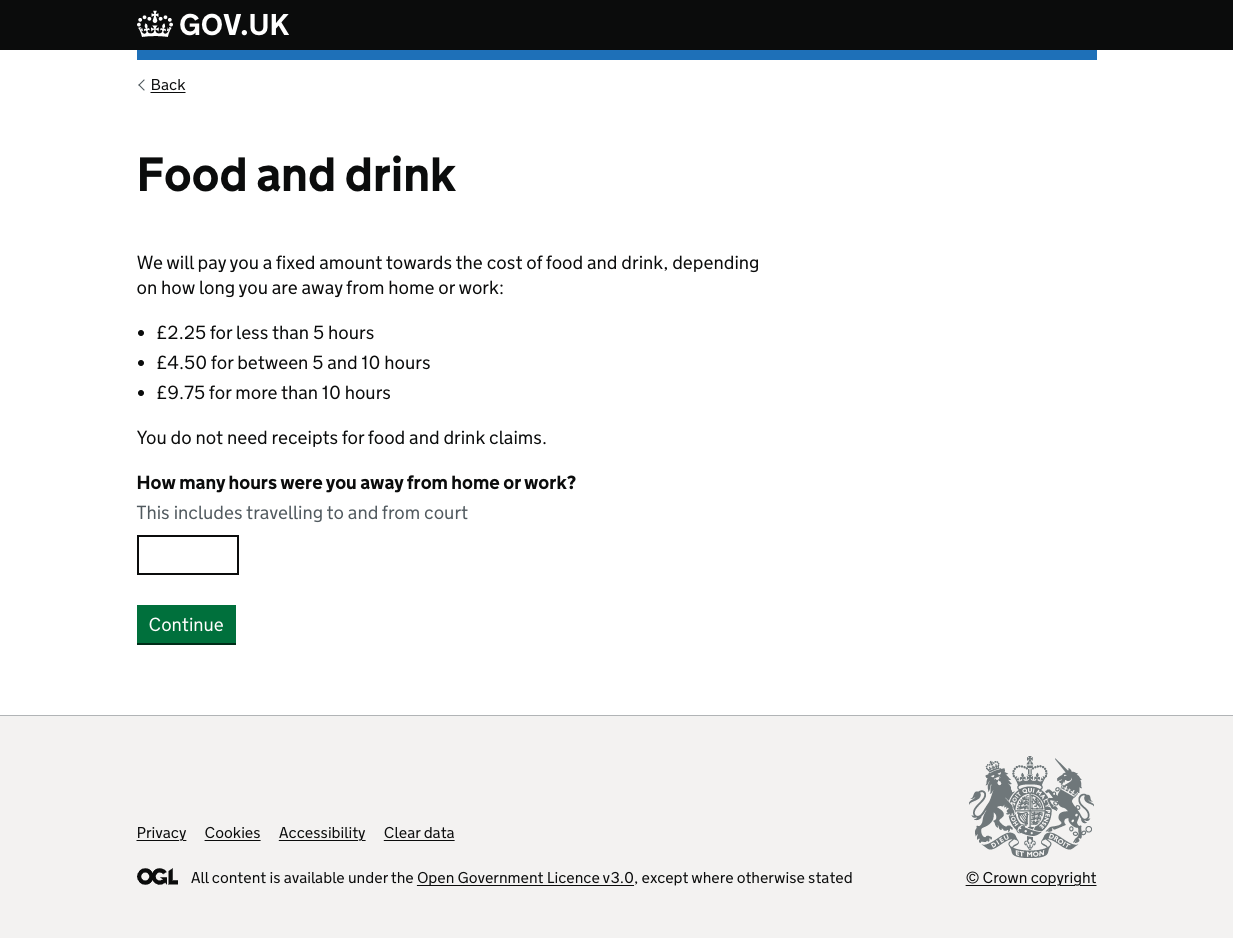 GOV.UK
Back
Food and drink
We will pay you a fixed amount towards the cost of food and drink, depending
on how long you are away from home or work:
• £2.25 for less than 5 hours
• £4.50 for between 5 and 10 hours
• £9.75 for more than 10 hours
You do not need receipts for food and drink claims.
How many hours were you away from home or work?
This includes travelling to and from court
Continue
Privacy Cookies Accessibility Clear data
OGL All content is available under the Open Government Licence v3.0, except where otherwise stated
DIEU ET MON DROIT
© Crown copyright